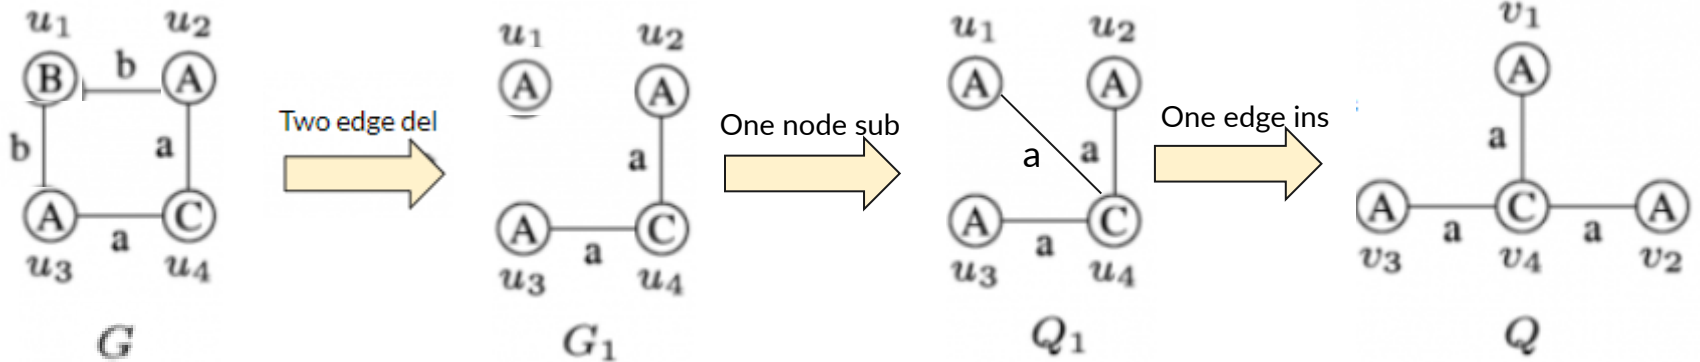 u1 u2
B b A
b a
A a C
u3 u4
G
Two edge del
u1 u2
A A
a
A a C
u3 u4
G1
One node sub
u1 u2
A A
a a
A a C
u3 u4
Q1
One edge ins
v1
A
a
A a C a A
v3 v4 v2
Q